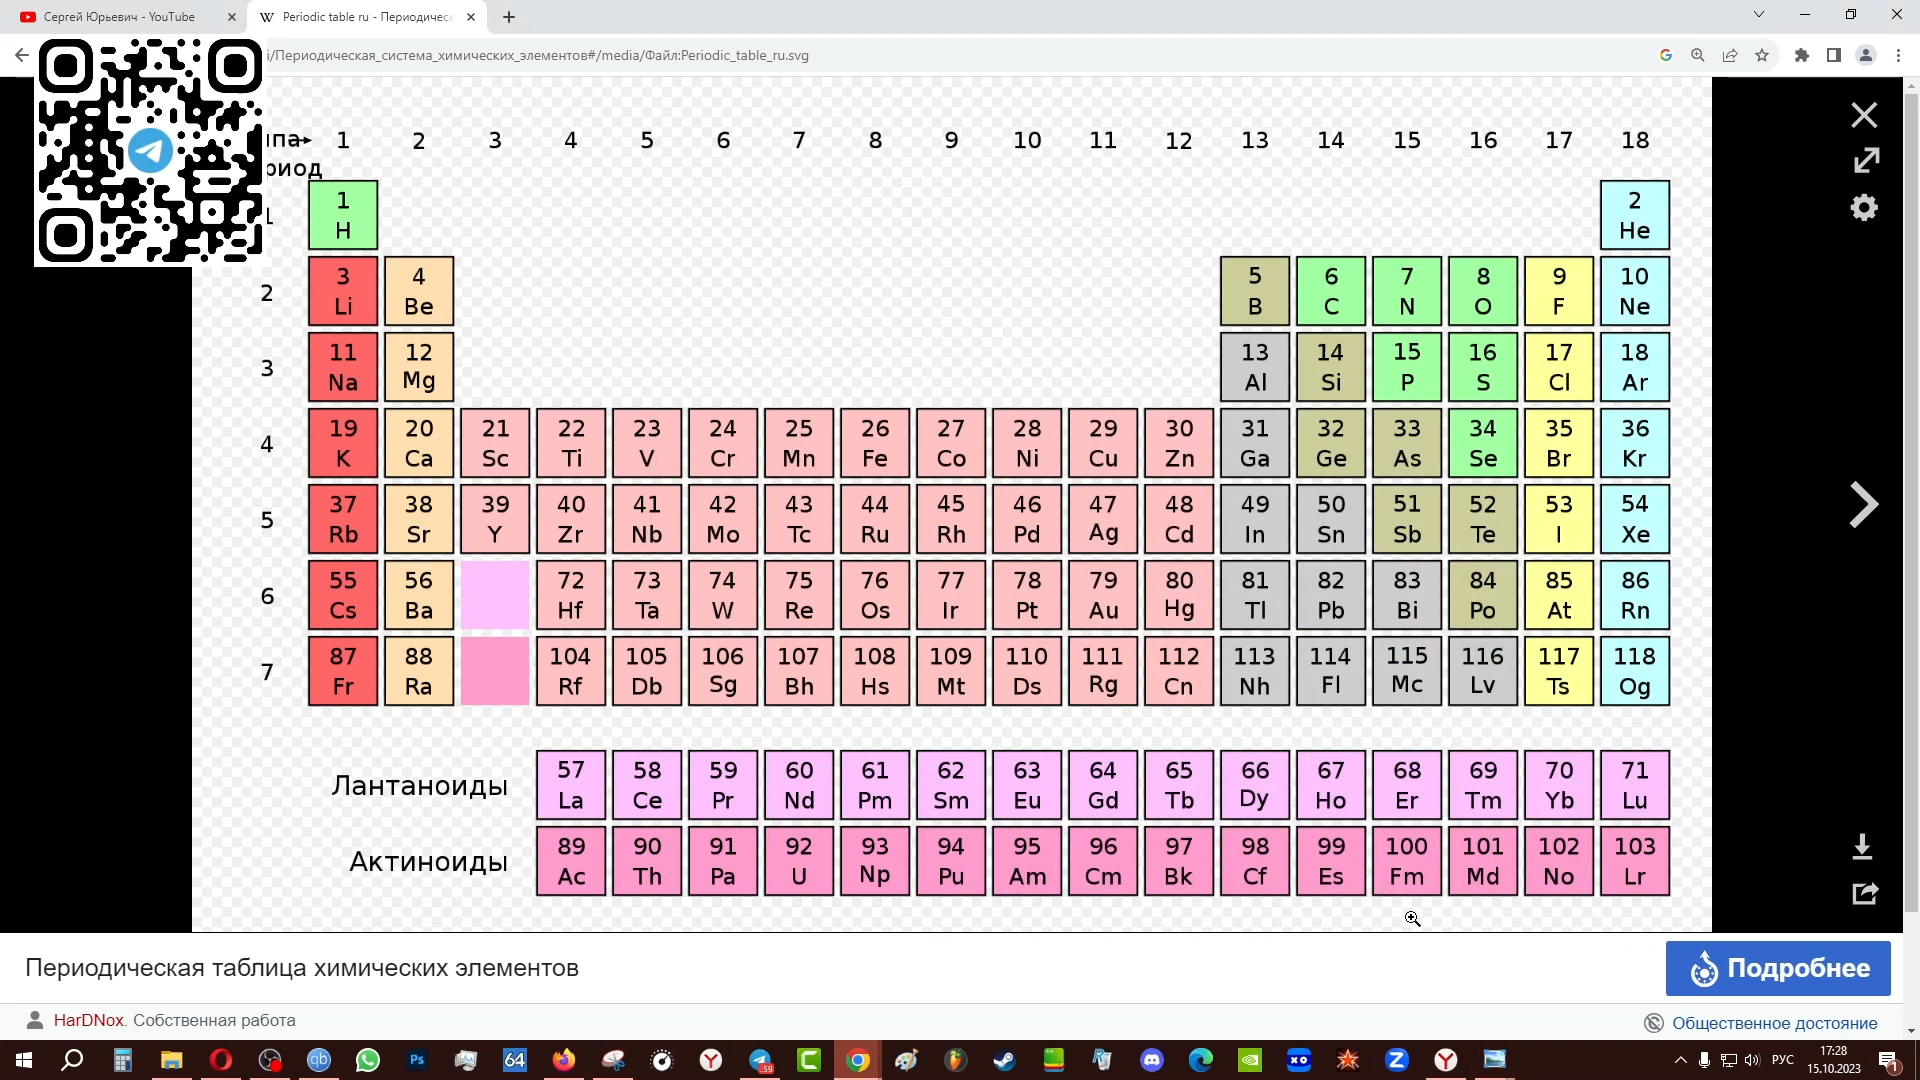 Сергей Юрьевич - YouTube
Periodic table ru - Периодическ
i/Периодическая_система_химических_элементов#/media/Файл:Periodic_table_ru.svg
1 2 3 4 5 6 7 8 9 10 11 12 13 14 15 16 17 18
1 2
H He
3 4 5 6 7 8 9 10
2
Li Be B C N O F Ne
11 12 13 14 15 16 17 18
3
Na Mg Al Si P S Cl Ar
19 20 21 22 23 24 25 26 27 28 29 30 31 32 33 34 35 36
4
K Ca Sc Ti V Cr Mn Fe Co Ni Cu Zn Ga Ge As Se Br Kr
37 38 39 40 41 42 43 44 45 46 47 48 49 50 51 52 53 54
5
Rb Sr Y Zr Nb Mo Tc Ru Rh Pd Ag Cd In Sn Sb Te I Xe
55 56 72 73 74 75 76 77 78 79 80 81 82 83 84 85 86
6
Cs Ba Hf Ta W Re Os Ir Pt Au Hg Tl Pb Bi Po At Rn
87 88 104 105 106 107 108 109 110 111 112 113 114 115 116 117 118
7
Fr Ra Rf Db Sg Bh Hs Mt Ds Rg Cn Nh Fl Mc Lv Ts Og
57 58 59 60 61 62 63 64 65 66 67 68 69 70 71
Лантаноиды
La Ce Pr Nd Pm Sm Eu Gd Tb Dy Ho Er Tm Yb Lu
89 90 91 92 93 94 95 96 97 98 99 100 101 102 103
Актиноиды
Ac Th Pa U Np Pu Am Cm Bk Cf Es Fm Md No Lr
Периодическая таблица химических элементов
Подробнее
HarDNox. Собственная работа
Общественное достояние
qb Ps 64 Y .59 C XO Z Y РУС
17:28
15.10.2023
1